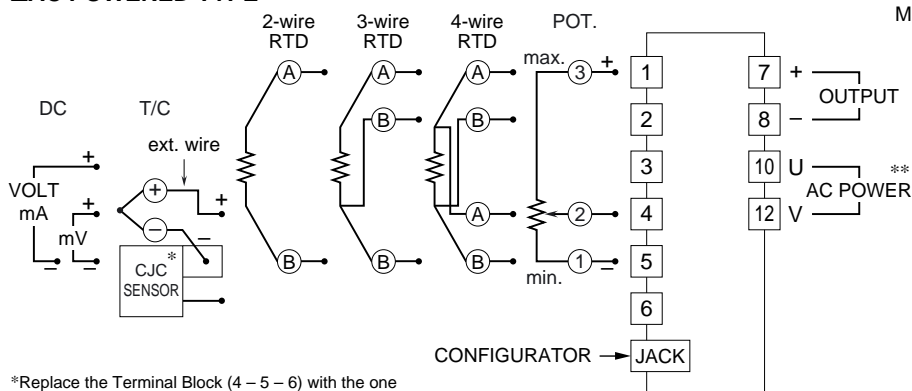 2-wire
RTD
3-wire
RTD
4-wire
RTD
POT.
M
DC
T/C
ext. wire
VOLT
mA
mV
+
−
+
−
+
−
+
−
CJC *
SENSOR
A
B
A
B
B
A
B
A
B
max.
3 +
2
1 −
min.
1
2
3
4
5
6
JACK
CONFIGURATOR
7 +
8 −
OUTPUT
10 U
12 V
**
AC POWER
*Replace the Terminal Block (4 – 5 – 6) with the one